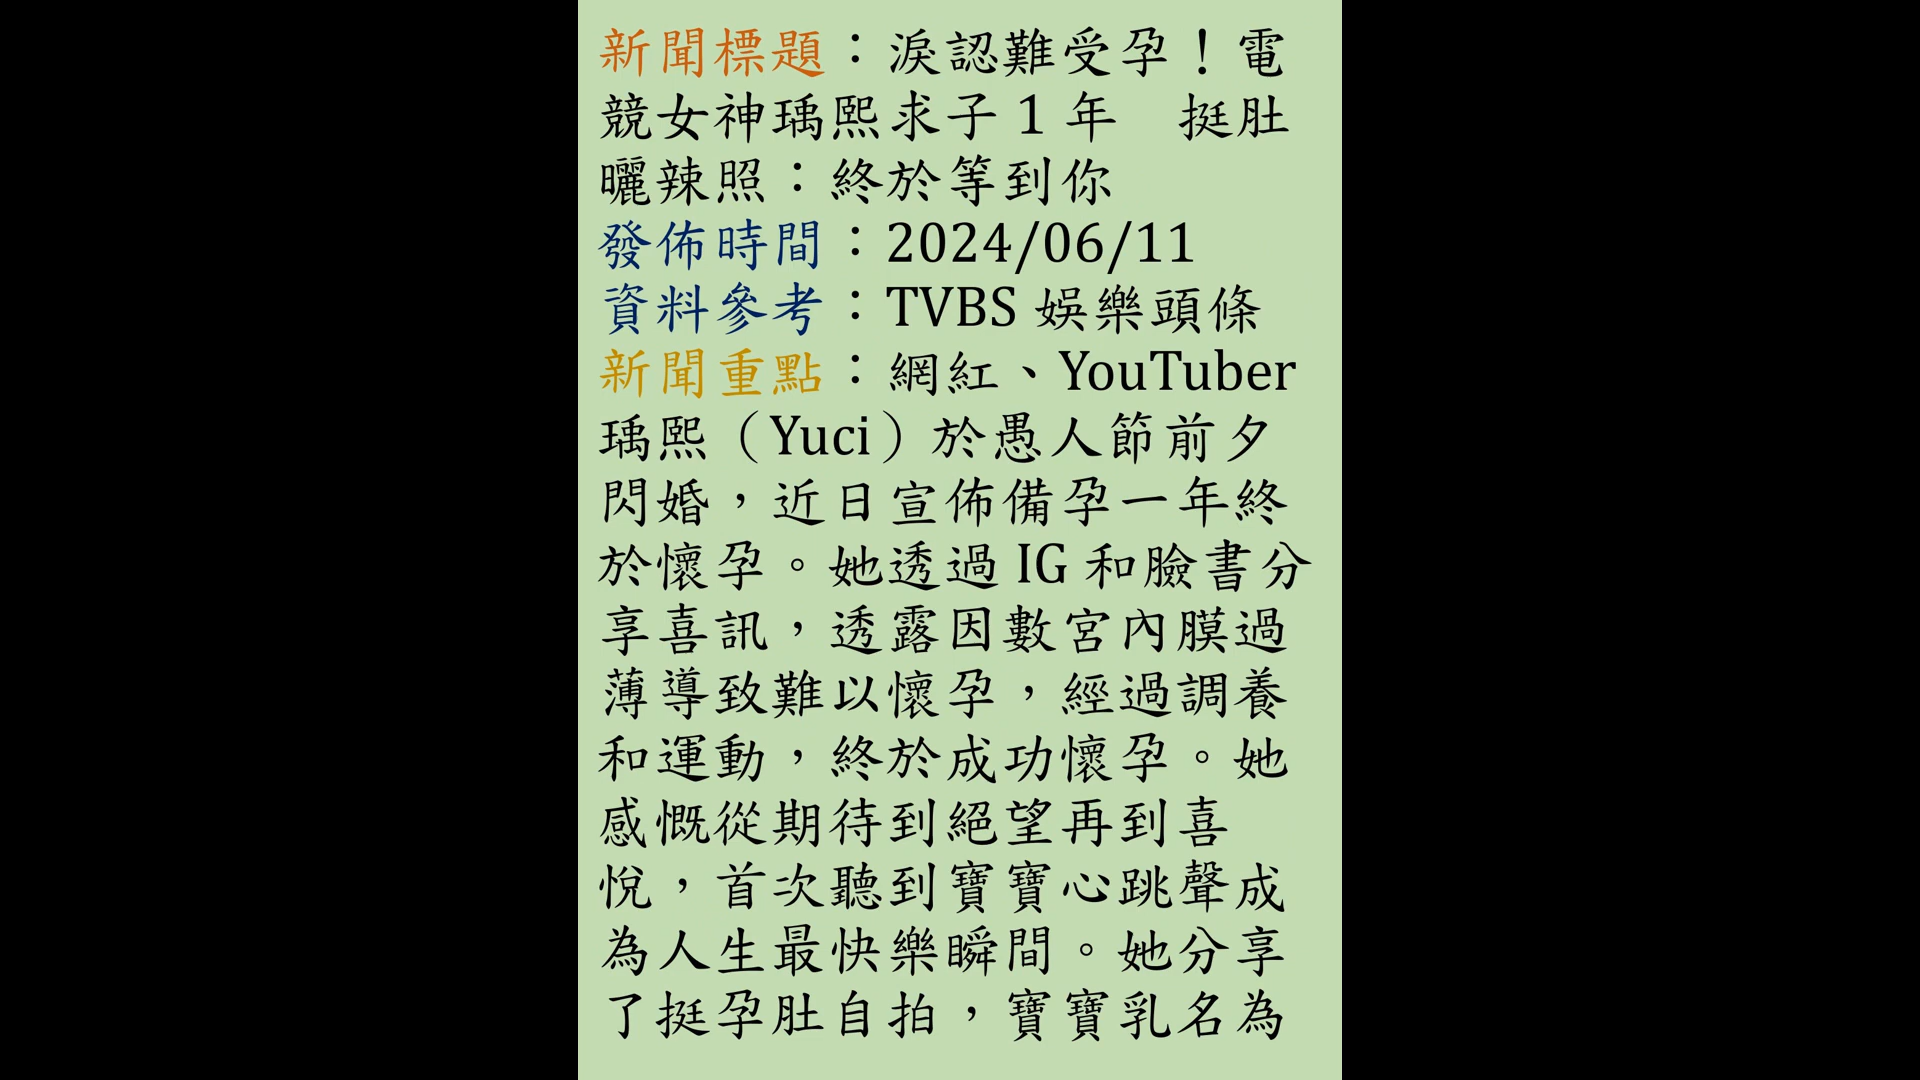 新聞標題：淚認難受孕！電
競女神瑀熙求子 1 年　挺肚
曬辣照：終於等到你
發佈時間：2024/06/11
資料參考：TVBS 娛樂頭條
新聞重點：網紅、YouTuber
瑀熙（Yuci）於愚人節前夕
閃婚，近日宣佈備孕一年終
於懷孕。她透過 IG 和臉書分
享喜訊，透露因數宮內膜過
薄導致難以懷孕，經過調養
和運動，終於成功懷孕。她
感慨從期待到絕望再到喜
悅，首次聽到寶寶心跳聲成
為人生最快樂瞬間。她分享
了挺孕肚自拍，寶寶乳名為